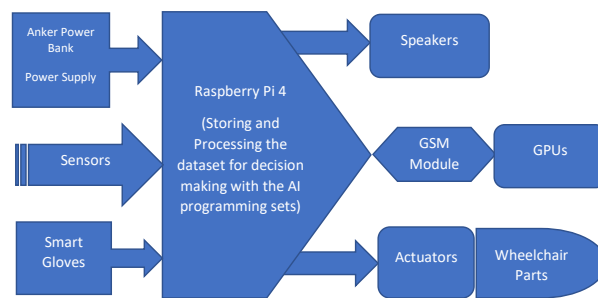 Anker Power
Bank
Power Supply
Sensors
Smart
Gloves
Raspberry Pi 4
(Storing and
Processing the
dataset for decision
making with the AI
programming sets)
Speakers
GSM
Module
GPUs
Actuators
Wheelchair
Parts